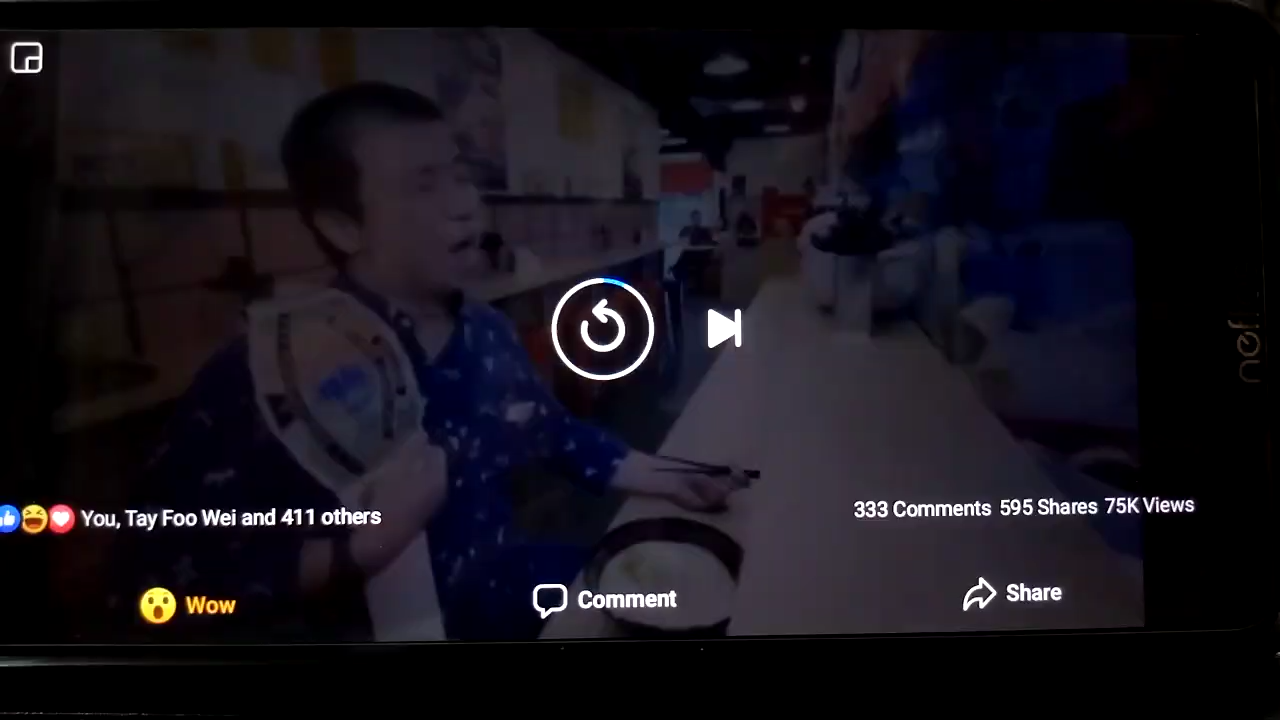 You, Tay Foo Wei and 411 others
333 Comments 595 Shares 75K Views
Wow
Comment
Share